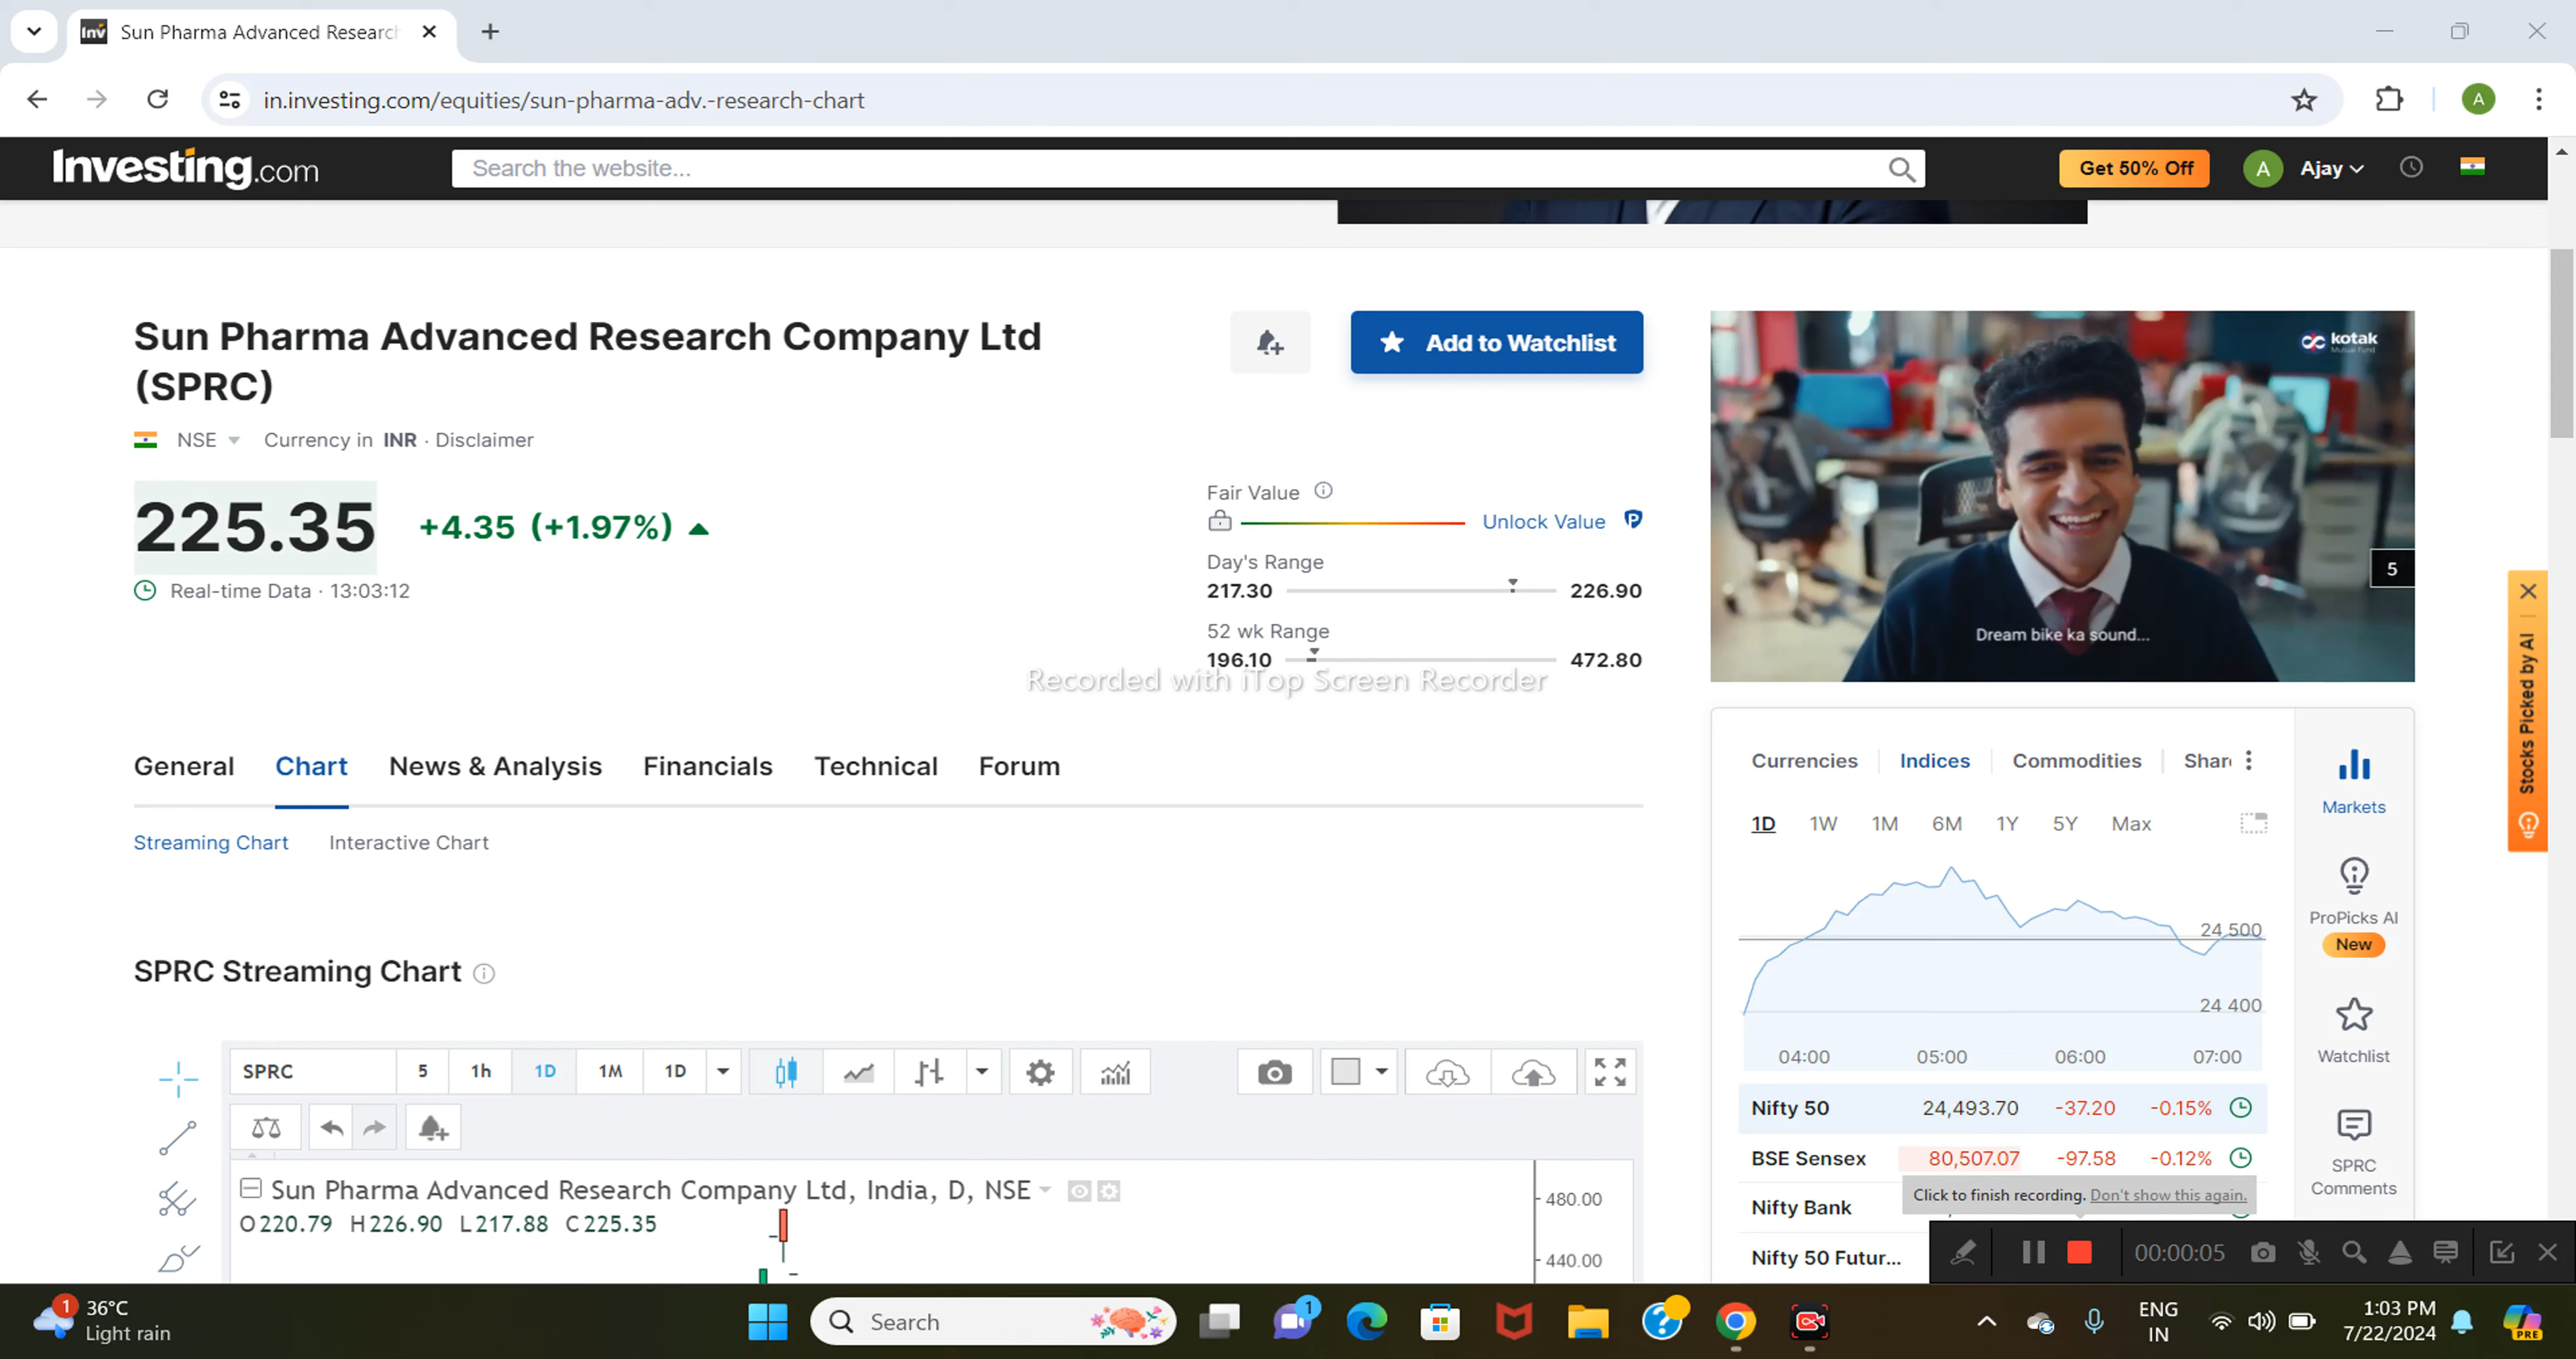 Sun Pharma Advanced Research
in.investing.com/equities/sun-pharma-adv.-research-chart
Investing.com
Search the website...
Get 50% Off
A
Ajay
Sun Pharma Advanced Research Company Ltd
(SPRC)
Add to Watchlist
NSE
Currency in INR · Disclaimer
225.35
+4.35 (+1.97%)
Real-time Data · 13:03:12
Fair Value
Unlock Value
Day's Range
217.30
226.90
52 wk Range
196.10
472.80
Recorded with iTop Screen Recorder
kotak
Mutual Fund
5
Dream bike ka sound...
Stocks Picked by AI
General
Chart
News & Analysis
Financials
Technical
Forum
Streaming Chart
Interactive Chart
SPRC Streaming Chart
SPRC
5
1h
1D
1M
1D
Sun Pharma Advanced Research Company Ltd, India, D, NSE
O 220.79 H 226.90 L 217.88 C 225.35
480.00
440.00
Currencies
Indices
Commodities
1D
1W
1M
6M
1Y
5Y
Max
24 500
24 400
04:00
05:00
06:00
07:00
Nifty 50 24,493.70 -37.20 -0.15%
BSE Sensex 80,507.07 -97.58 -0.12%
Nifty Bank
Nifty 50 Futur...
Markets
ProPicks AI
New
Watchlist
SPRC
Comments
Click to finish recording. Don't show this again.
00:00:05
1
36°C
Light rain
Search
1
ENG
IN
1:03 PM
7/22/2024
PRE